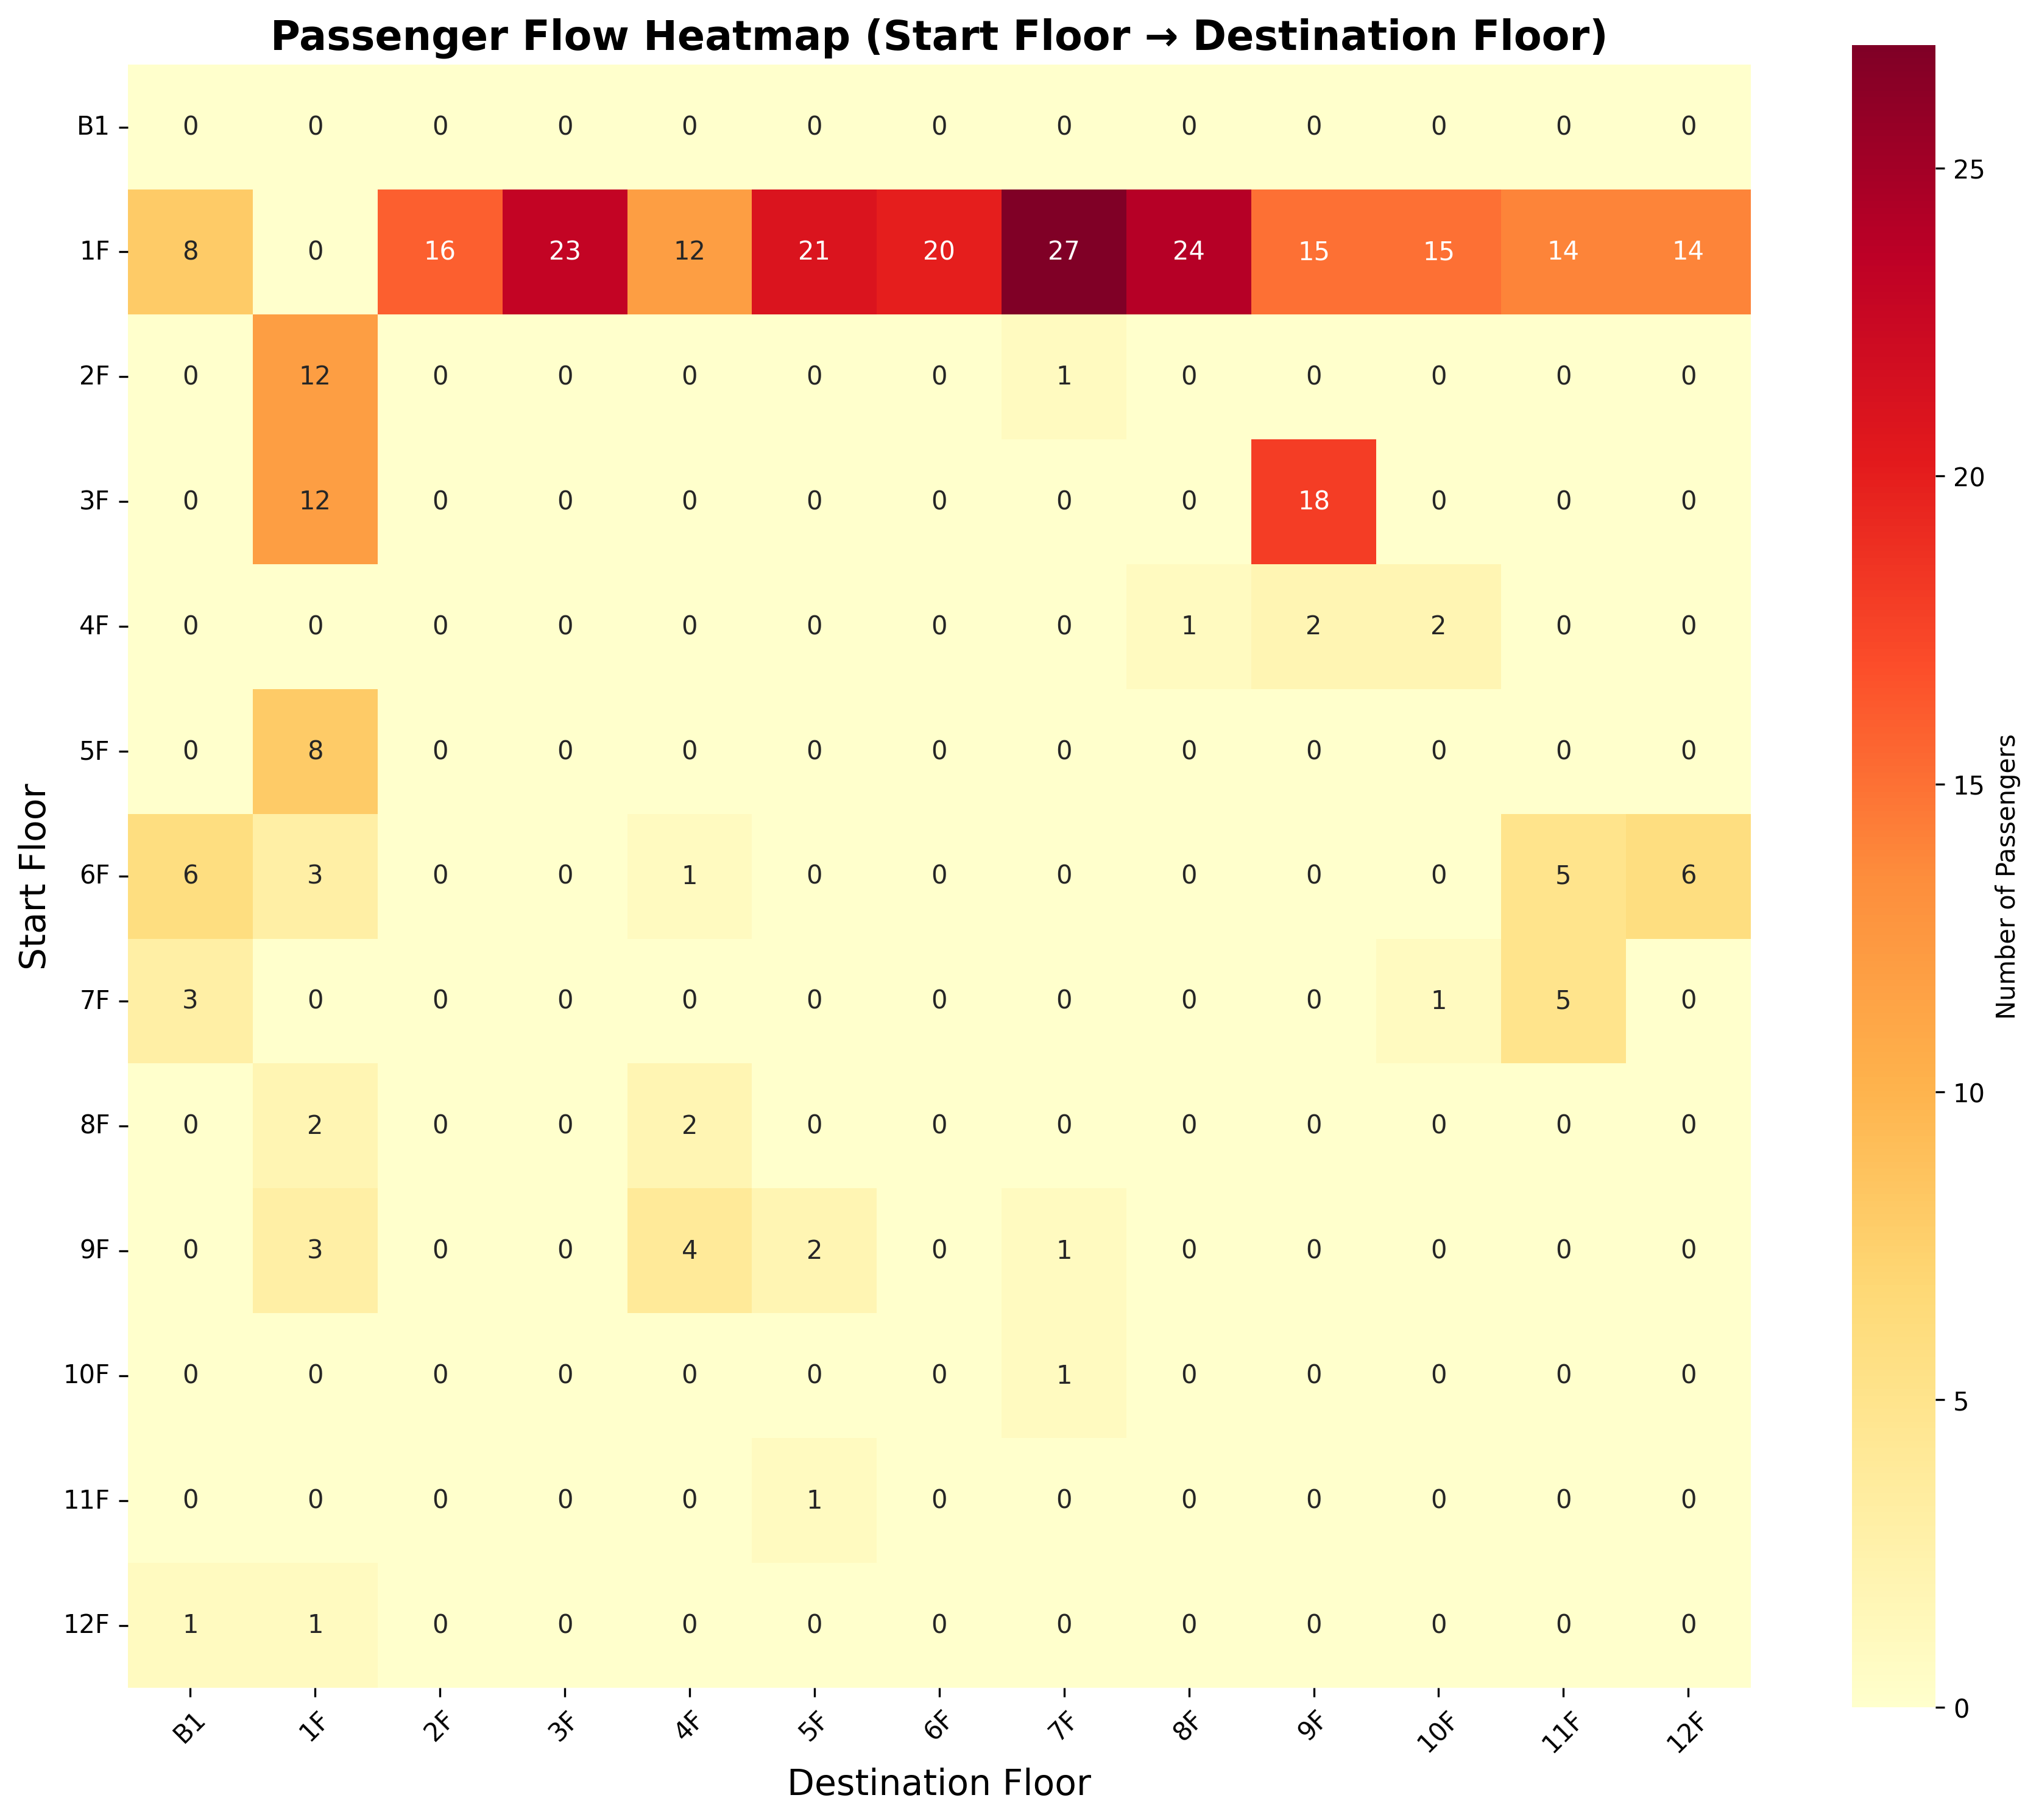 Passenger Flow Heatmap (Start Floor → Destination Floor)
B1 0 0 0 0 0 0 0 0 0 0 0 0 0
1F 8 0 16 23 12 21 20 27 24 15 15 14 14
2F 0 12 0 0 0 0 0 1 0 0 0 0 0
3F 0 12 0 0 0 0 0 0 0 18 0 0 0
4F 0 0 0 0 0 0 0 0 1 2 2 0 0
5F 0 8 0 0 0 0 0 0 0 0 0 0 0
6F 6 3 0 0 1 0 0 0 0 0 0 5 6
7F 3 0 0 0 0 0 0 0 0 0 1 5 0
8F 0 2 0 0 2 0 0 0 0 0 0 0 0
9F 0 3 0 0 4 2 0 1 0 0 0 0 0
10F 0 0 0 0 0 0 0 1 0 0 0 0 0
11F 0 0 0 0 0 1 0 0 0 0 0 0 0
12F 1 1 0 0 0 0 0 0 0 0 0 0 0
B1 1F 2F 3F 4F 5F 6F 7F 8F 9F 10F 11F 12F
Destination Floor
Start Floor
25
20
15
10
5
0
Number of Passengers